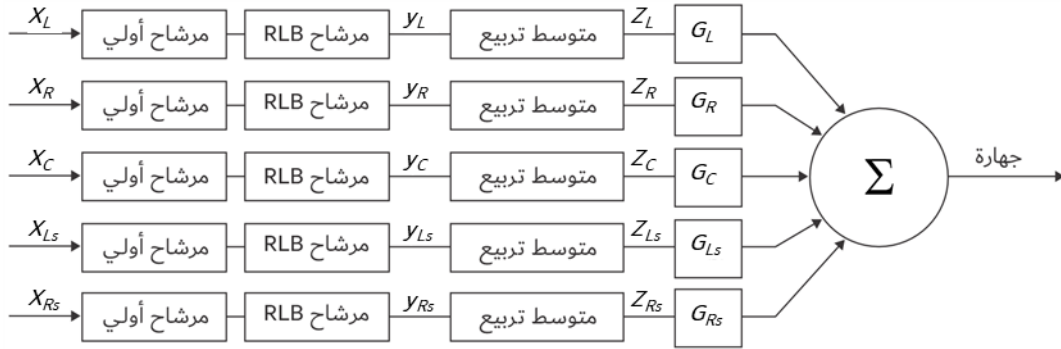 X_L مرشاح أولي مرشاح RLB y_L متوسط تربيع Z_L G_L
X_R مرشاح أولي مرشاح RLB y_R متوسط تربيع Z_R G_R
X_C مرشاح أولي مرشاح RLB y_C متوسط تربيع Z_C G_C Σ جهارة
X_Ls مرشاح أولي مرشاح RLB y_Ls متوسط تربيع Z_Ls G_Ls
X_Rs مرشاح أولي مرشاح RLB y_Rs متوسط تربيع Z_Rs G_Rs